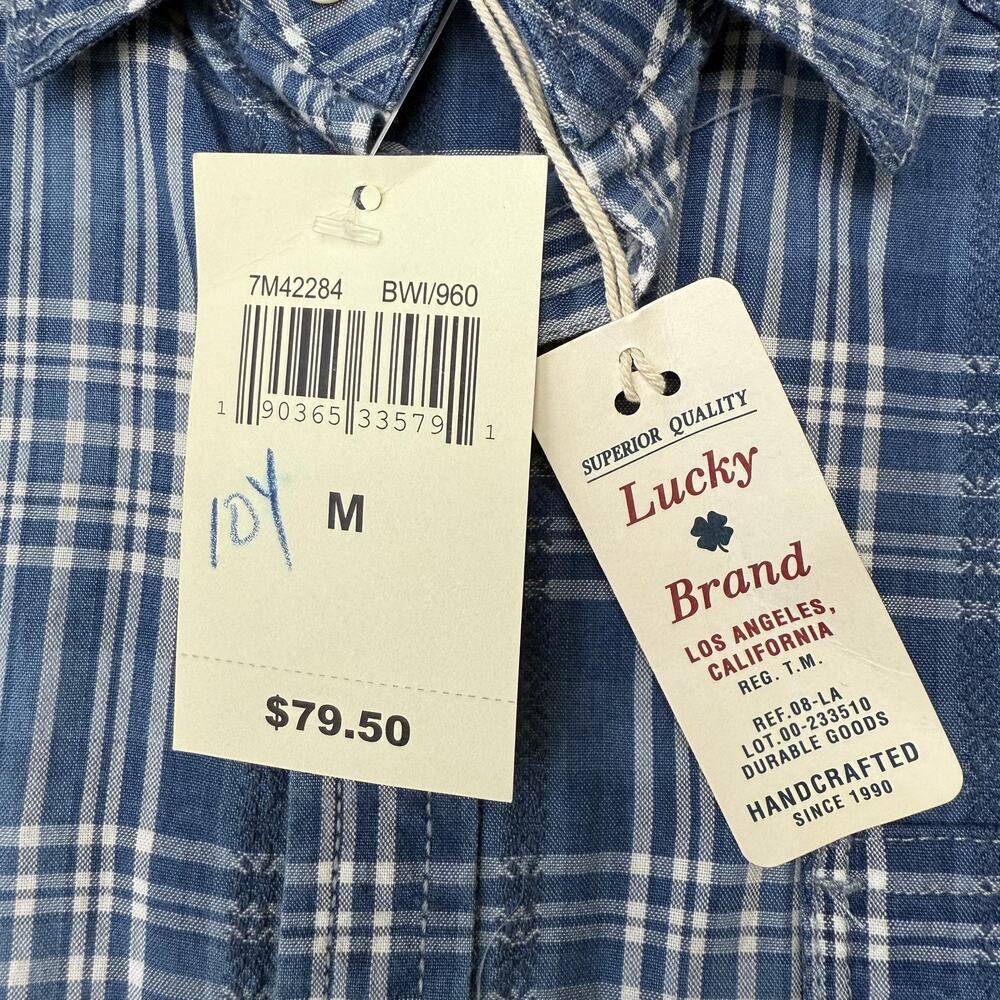 7M42284 BWI/960
1 90365 33579 1
10Y M
$79.50
SUPERIOR QUALITY
Lucky
Brand
LOS ANGELES,
CALIFORNIA
REG. T.M.
REF.08-LA
LOT.00-233510
DURABLE GOODS
HANDCRAFTED
SINCE 1990